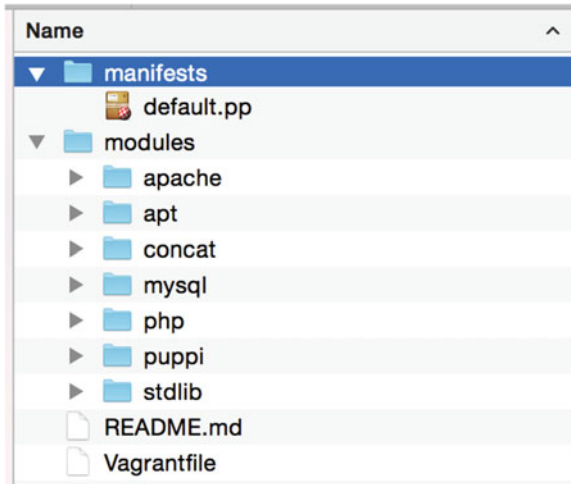 Name
manifests
default.pp
modules
apache
apt
concat
mysql
php
puppi
stdlib
README.md
Vagrantfile